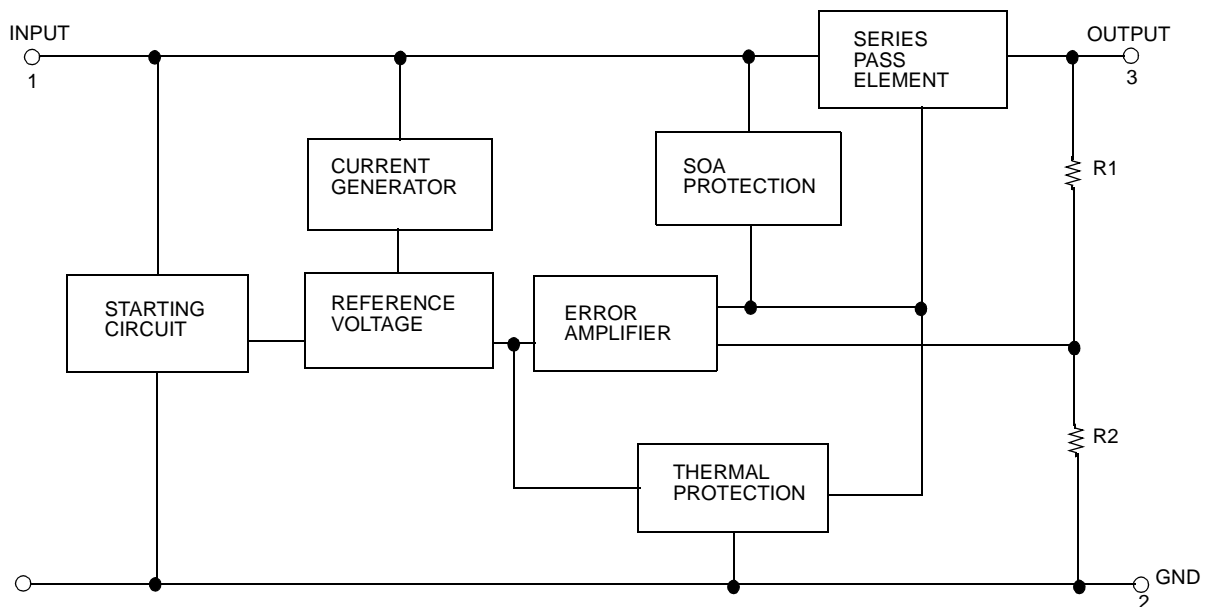 INPUT
1
SERIES
PASS
ELEMENT
OUTPUT
3
CURRENT
GENERATOR
SOA
PROTECTION
R1
STARTING
CIRCUIT
REFERENCE
VOLTAGE
ERROR
AMPLIFIER
R2
THERMAL
PROTECTION
GND
2